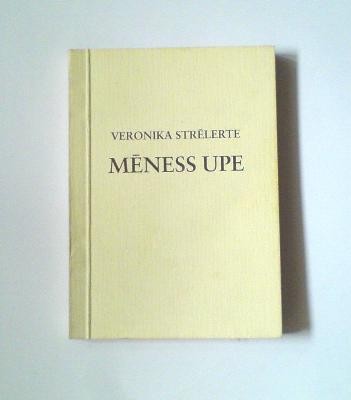 VERONIKA STRĒLERTE
MĒNESS UPE